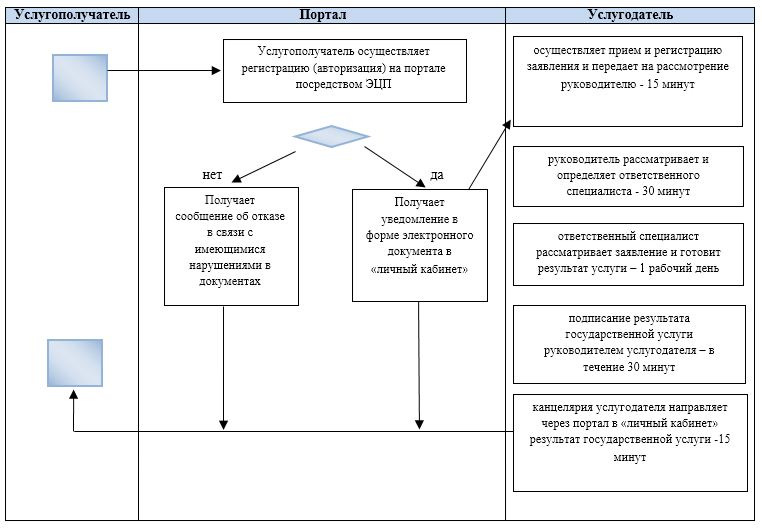 Услугополучатель
Портал
Услугодатель
Услугополучатель осуществляет
регистрацию (авторизация) на портале
посредством ЭЦП
нет
да
Получает
сообщение об отказе
в связи с
имеющимися
нарушениями в
документах
Получает
уведомление в
форме электронного
документа в
«личный кабинет»
осуществляет прием и регистрацию
заявления и передает на рассмотрение
руководителю - 15 минут
руководитель рассматривает и
определяет ответственного
специалиста - 30 минут
ответственный специалист
рассматривает заявление и готовит
результат услуги – 1 рабочий день
подписание результата
государственной услуги
руководителем услугодателя – в
течение 30 минут
канцелярия услугодателя направляет
через портал в «личный кабинет»
результат государственной услуги -15
минут